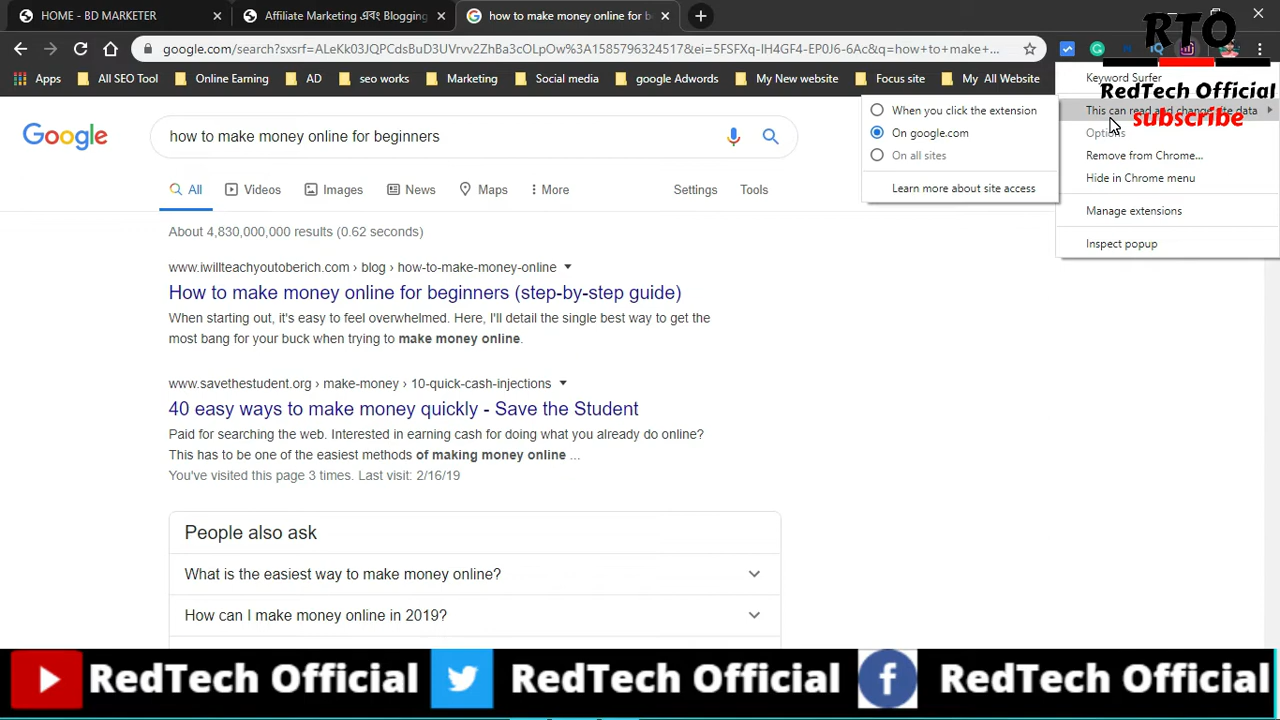 HOME - BD MARKETER
Affiliate Marketing এবং Blogging
how to make money online for b
google.com/search?sxsrf=ALeKk03JQPCdsBuD3UVrvv2ZhBa3cOLpOw%3A1585796324517&ei=5FSFXq-IH4GF4-EP0J6-6Ac&q=how+to+make+...
Apps
All SEO Tool
Online Earning
AD
seo works
Marketing
Social media
google Adwords
My New website
Focus site
My All Website
RTO
RedTech Official
subscribe
Keyword Surfer
This can read and change site data
Options
Remove from Chrome...
Hide in Chrome menu
Manage extensions
Inspect popup
When you click the extension
On google.com
On all sites
Learn more about site access
Google
how to make money online for beginners
All
Videos
Images
News
Maps
More
Settings
Tools
About 4,830,000,000 results (0.62 seconds)
www.iwillteachyoutoberich.com › blog › how-to-make-money-online
How to make money online for beginners (step-by-step guide)
When starting out, it's easy to feel overwhelmed. Here, I'll detail the single best way to get the
most bang for your buck when trying to make money online.
www.savethestudent.org › make-money › 10-quick-cash-injections
40 easy ways to make money quickly - Save the Student
Paid for searching the web. Interested in earning cash for doing what you already do online?
This has to be one of the easiest methods of making money online ...
You've visited this page 3 times. Last visit: 2/16/19
People also ask
What is the easiest way to make money online?
How can I make money online in 2019?
RedTech Official
RedTech Official
RedTech Official